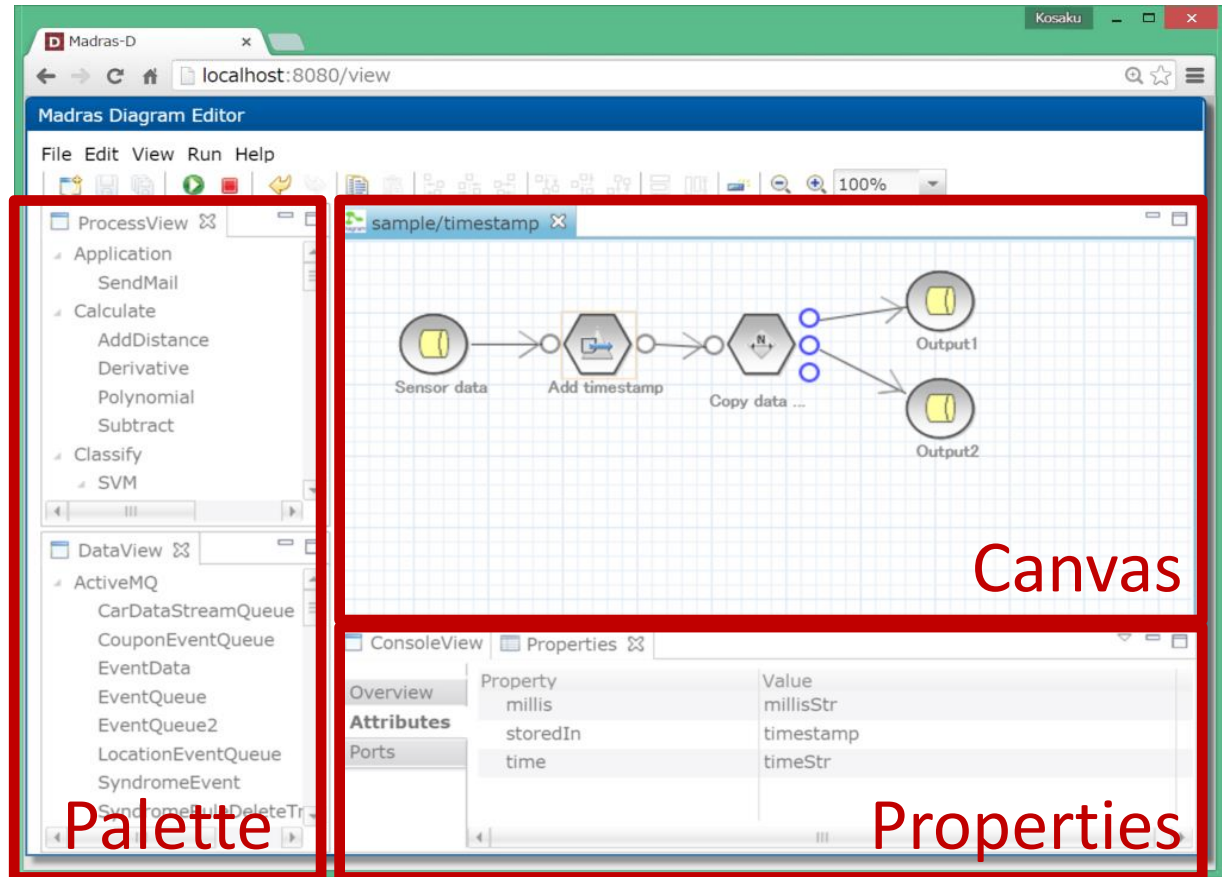 Kosaku
Madras-D
localhost:8080/view
Madras Diagram Editor
File Edit View Run Help
100%
ProcessView
Application
SendMail
Calculate
AddDistance
Derivative
Polynomial
Subtract
Classify
SVM
DataView
ActiveMQ
CarDataStreamQueue
CouponEventQueue
EventData
EventQueue
EventQueue2
LocationEventQueue
SyndromeEvent
SyndromeRuleDeleteTr
Palette
sample/timestamp
Sensor data
Add timestamp
N
Copy data ...
Output1
Output2
Canvas
ConsoleView Properties
Overview
Attributes
Ports
Property Value
millis millisStr
storedIn timestamp
time timeStr
Properties